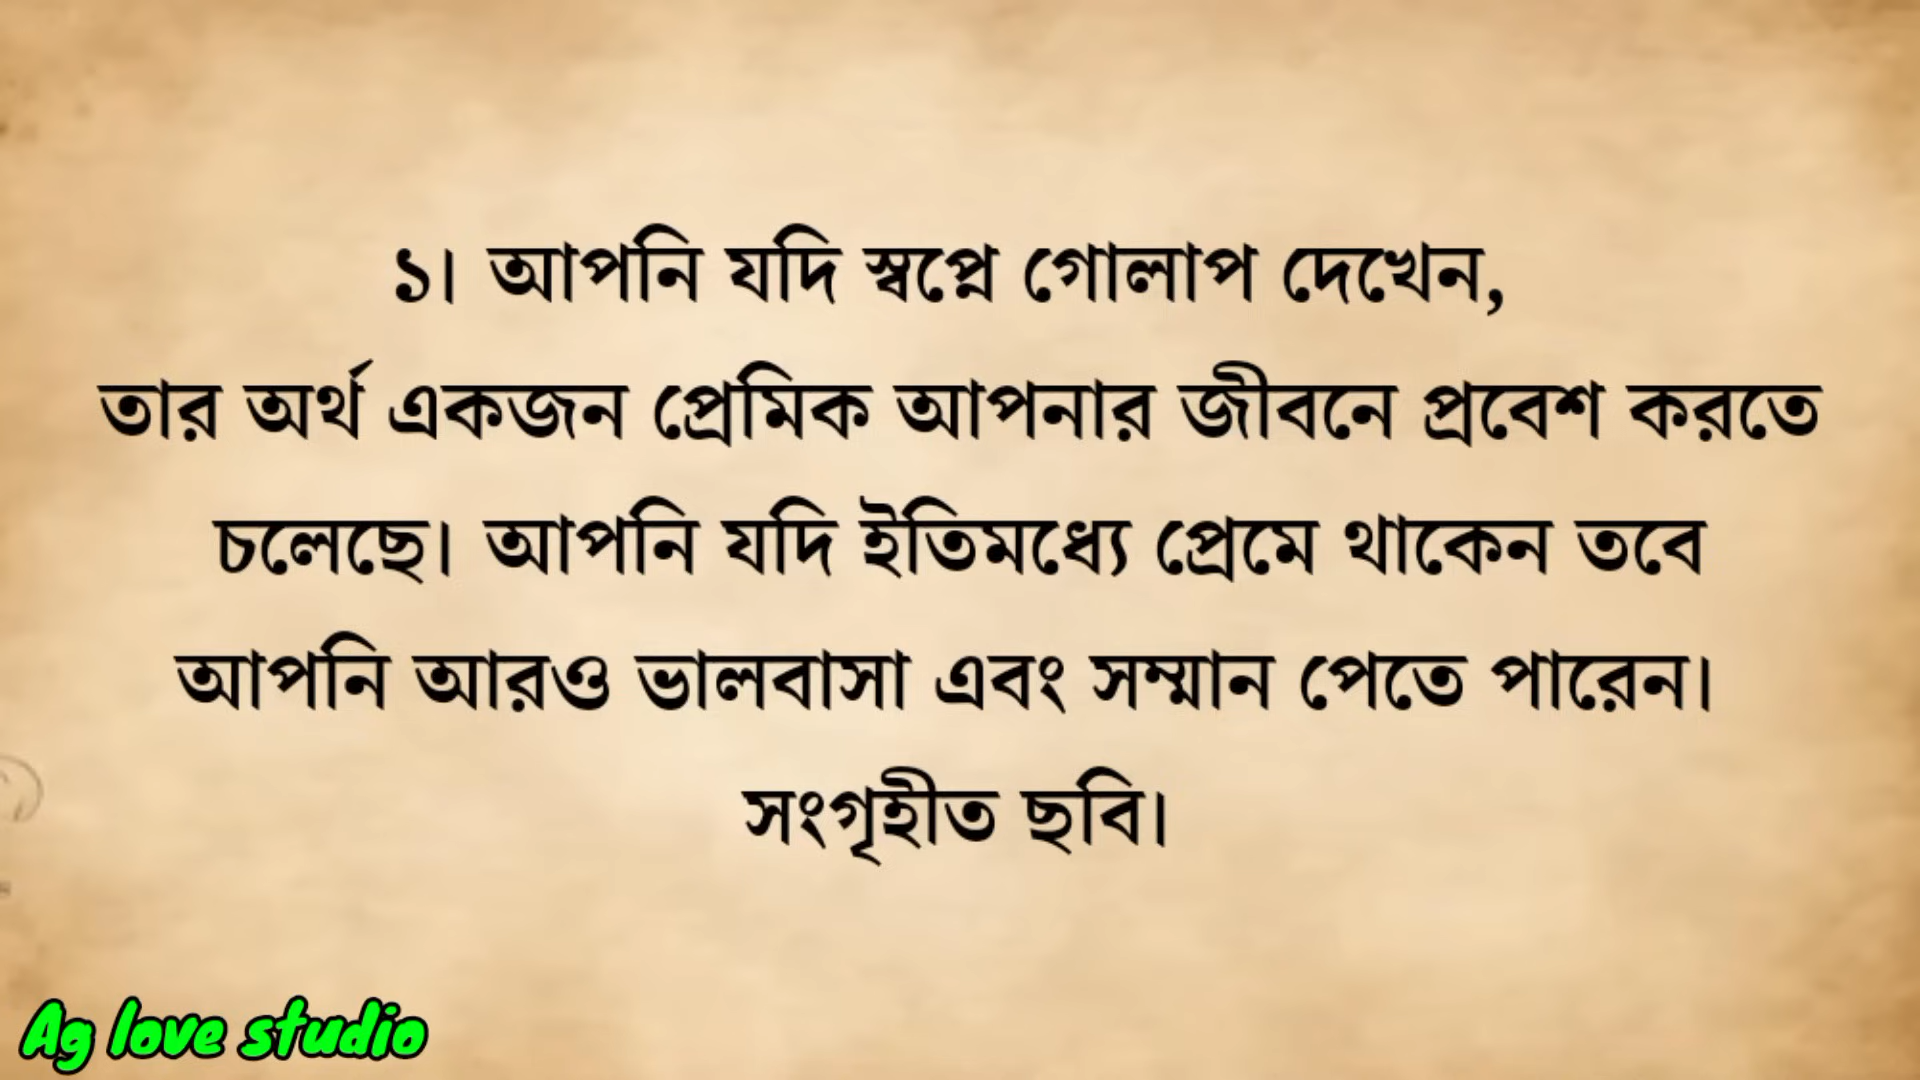 ১। আপনি যদি স্বপ্নে গোলাপ দেখেন,
তার অর্থ একজন প্রেমিক আপনার জীবনে প্রবেশ করতে
চলেছে। আপনি যদি ইতিমধ্যে প্রেমে থাকেন তবে
আপনি আরও ভালবাসা এবং সম্মান পেতে পারেন।
সংগৃহীত ছবি।
Ag love studio